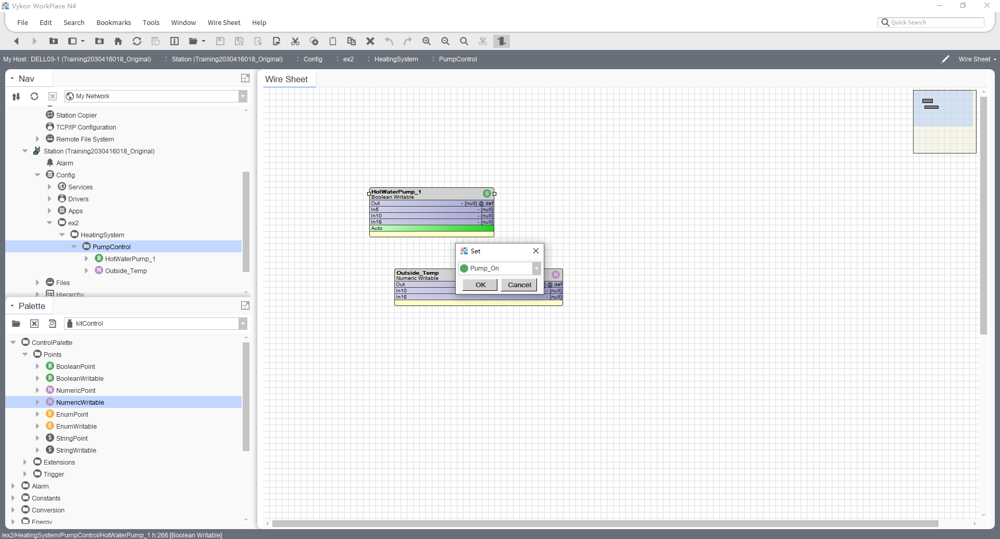 Vykon WorkPlace N4
File Edit Search Bookmarks Tools Window Wire Sheet Help
Quick Search
My Host : DELL03-1 (Training2030416018_Original) : Station (Training2030416018_Original) : Config : ex2 : HeatingSystem : PumpControl
Wire Sheet
Nav
My Network
Station Copier
TCP/IP Configuration
Remote File System
Station (Training2030416018_Original)
Alarm
Config
Services
Drivers
Apps
ex2
HeatingSystem
PumpControl
B HotWaterPump_1
N Outside_Temp
Files
Hierarchy
Palette
kitControl
ControlPalette
Points
B BooleanPoint
B BooleanWritable
N NumericPoint
N NumericWritable
E EnumPoint
E EnumWritable
S StringPoint
S StringWritable
Extensions
Trigger
Alarm
Constants
Conversion
Energy
Wire Sheet
HotWaterPump_1
Boolean Writable
B
Out - {null} @ def
In5 - {null}
In10 - {null}
In16 - {null}
Auto
Set
Pump_On
OK Cancel
Outside_Temp
Numeric Writable
N
Out } @ def
In10 - {null}
In16 - {null}
/ex2/HeatingSystem/PumpControl/HotWaterPump_1 h:266 [Boolean Writable]